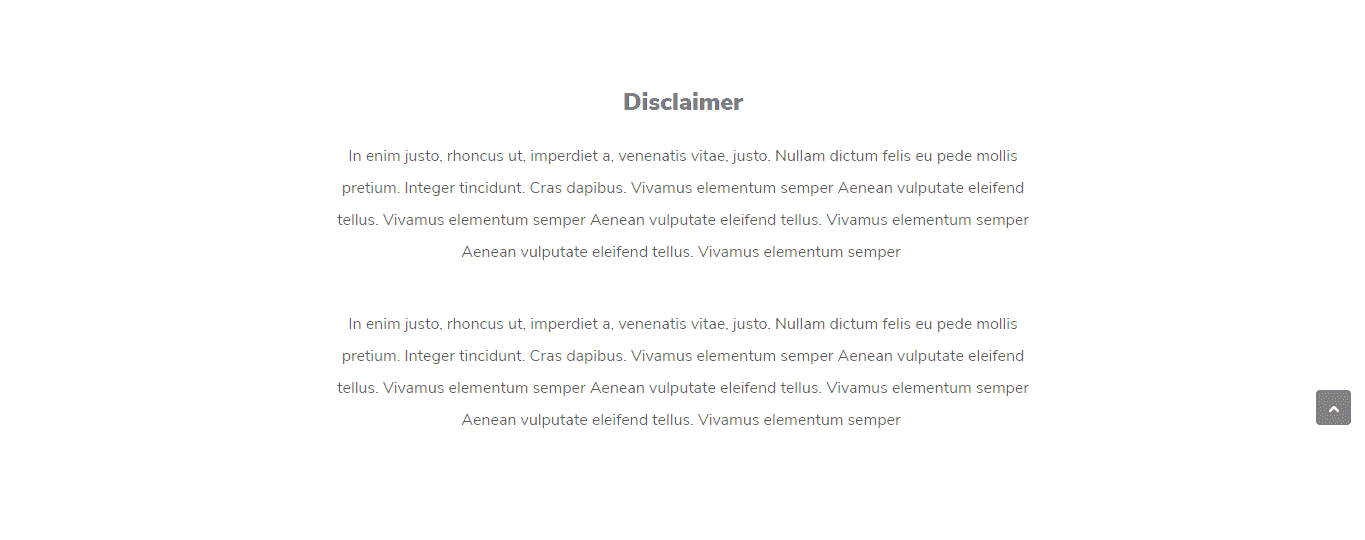 Disclaimer
In enim justo, rhoncus ut, imperdiet a, venenatis vitae, justo. Nullam dictum felis eu pede mollis
pretium. Integer tincidunt. Cras dapibus. Vivamus elementum semper Aenean vulputate eleifend
tellus. Vivamus elementum semper Aenean vulputate eleifend tellus. Vivamus elementum semper
Aenean vulputate eleifend tellus. Vivamus elementum semper
In enim justo, rhoncus ut, imperdiet a, venenatis vitae, justo. Nullam dictum felis eu pede mollis
pretium. Integer tincidunt. Cras dapibus. Vivamus elementum semper Aenean vulputate eleifend
tellus. Vivamus elementum semper Aenean vulputate eleifend tellus. Vivamus elementum semper
Aenean vulputate eleifend tellus. Vivamus elementum semper